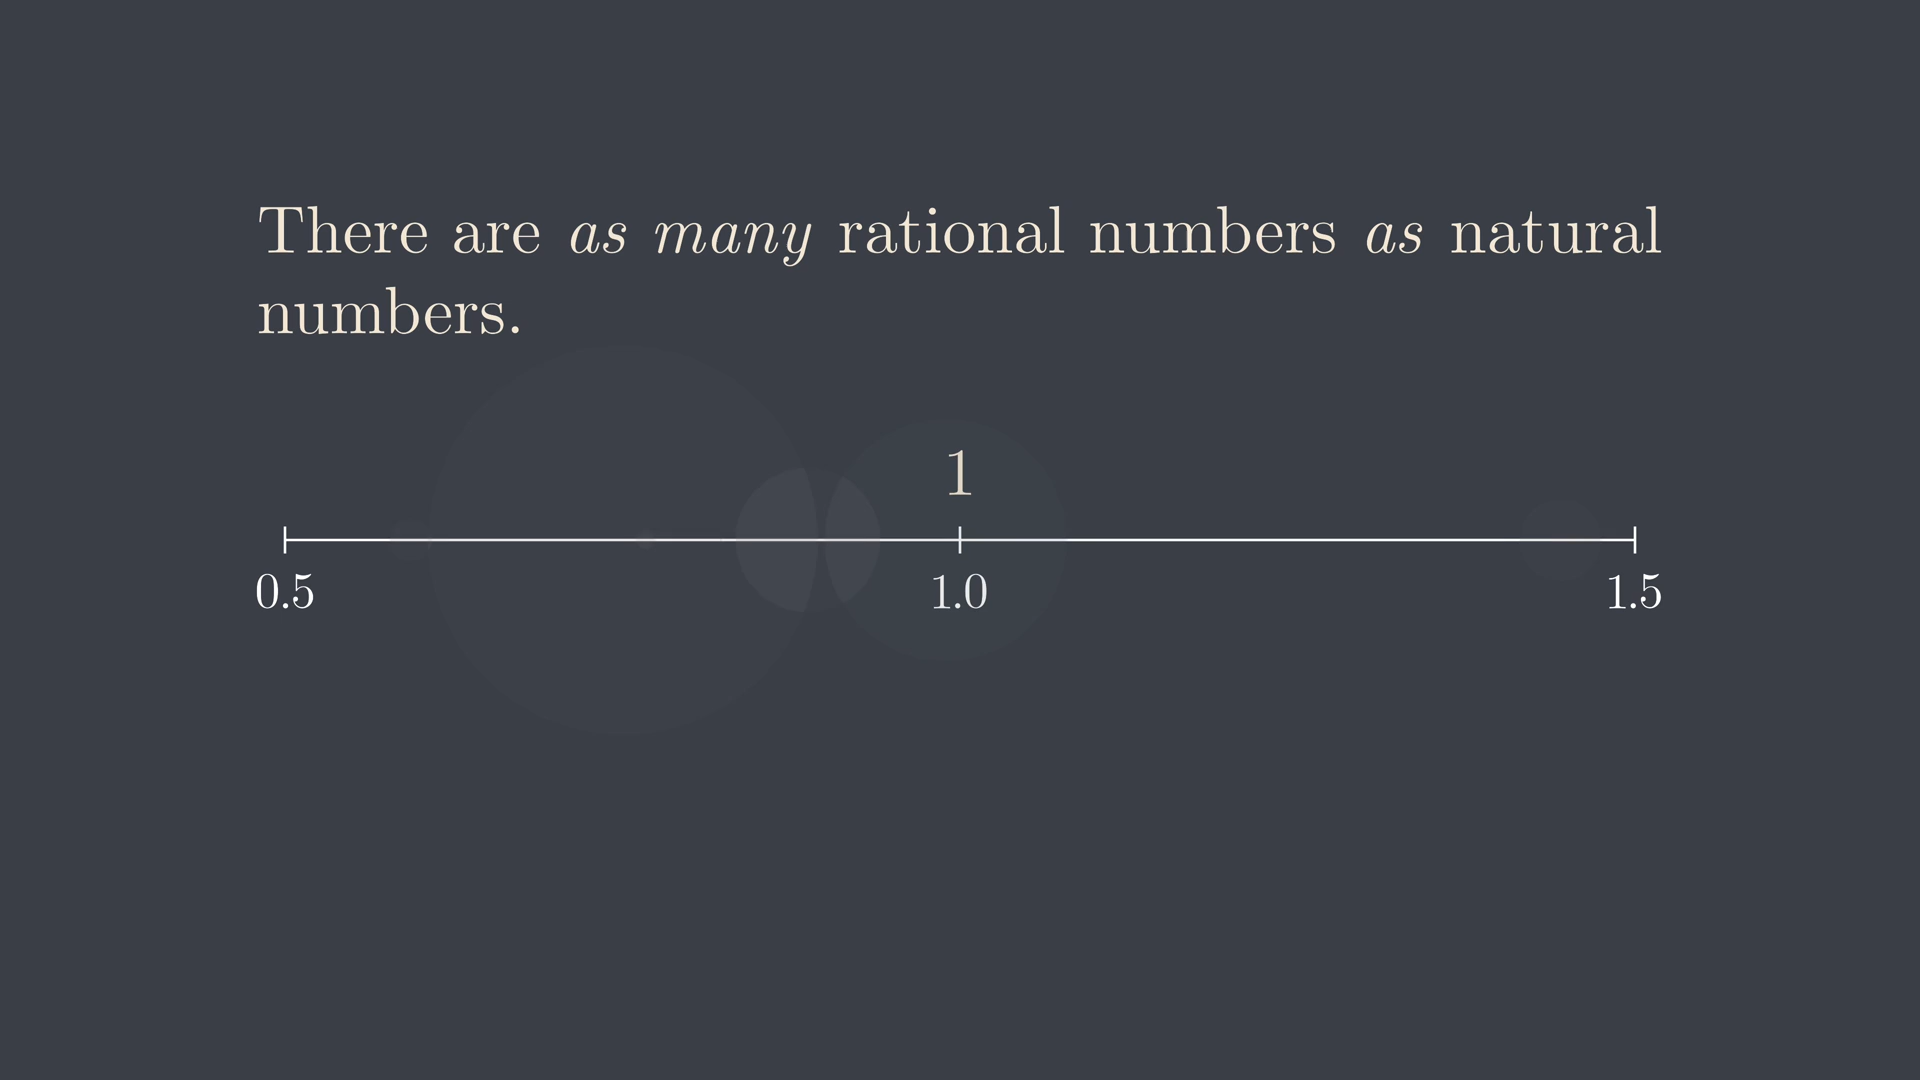 There are as many rational numbers as natural
numbers.
1
0.5 1.0 1.5